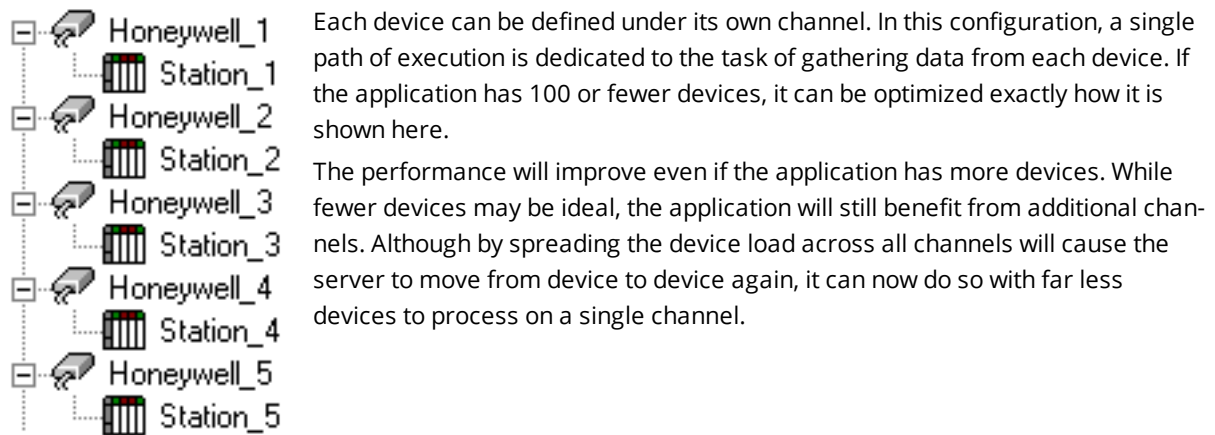 Honeywell_1
Station_1
Honeywell_2
Station_2
Honeywell_3
Station_3
Honeywell_4
Station_4
Honeywell_5
Station_5
Each device can be defined under its own channel. In this configuration, a single
path of execution is dedicated to the task of gathering data from each device. If
the application has 100 or fewer devices, it can be optimized exactly how it is
shown here.
The performance will improve even if the application has more devices. While
fewer devices may be ideal, the application will still benefit from additional chan-
nels. Although by spreading the device load across all channels will cause the
server to move from device to device again, it can now do so with far less
devices to process on a single channel.